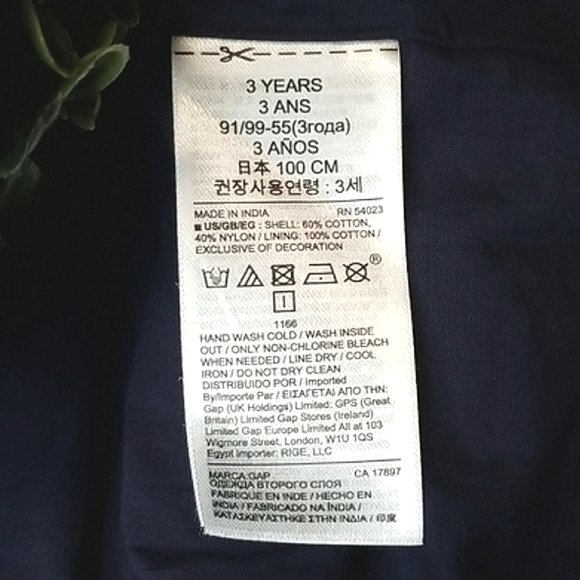 3 YEARS
3 ANS
91/99-55(3года)
3 AÑOS
日本 100 CM
권장사용연령 : 3세
MADE IN INDIA RN 54023
■ US/GB/EG : SHELL: 60% COTTON,
40% NYLON / LINING: 100% COTTON /
EXCLUSIVE OF DECORATION
®
1166
HAND WASH COLD / WASH INSIDE
OUT / ONLY NON-CHLORINE BLEACH
WHEN NEEDED / LINE DRY / COOL
IRON / DO NOT DRY CLEAN
DISTRIBUIDO POR / Imported
By/Importe Par / ΕΙΣΑΓΕΤΑΙ ΑΠΟ ΤΗΝ:
Gap (UK Holdings) Limited: GPS (Great
Britain) Limited Gap Stores (Ireland)
Limited Gap Europe Limited All at 103
Wigmore Street, London, W1U 1QS
Egypt Importer: RIGE, LLC
MARCA:GAP CA 17897
ОДЕЖДА ВТОРОГО СЛОЯ
FABRIQUÉ EN INDE / HECHO EN
INDIA / FABRICADO NA ÍNDIA /
ΚΑΤΑΣΚΕΥΑΣΤΗΚΕ ΣΤΗΝ ΙΝΔΙΑ / 印度